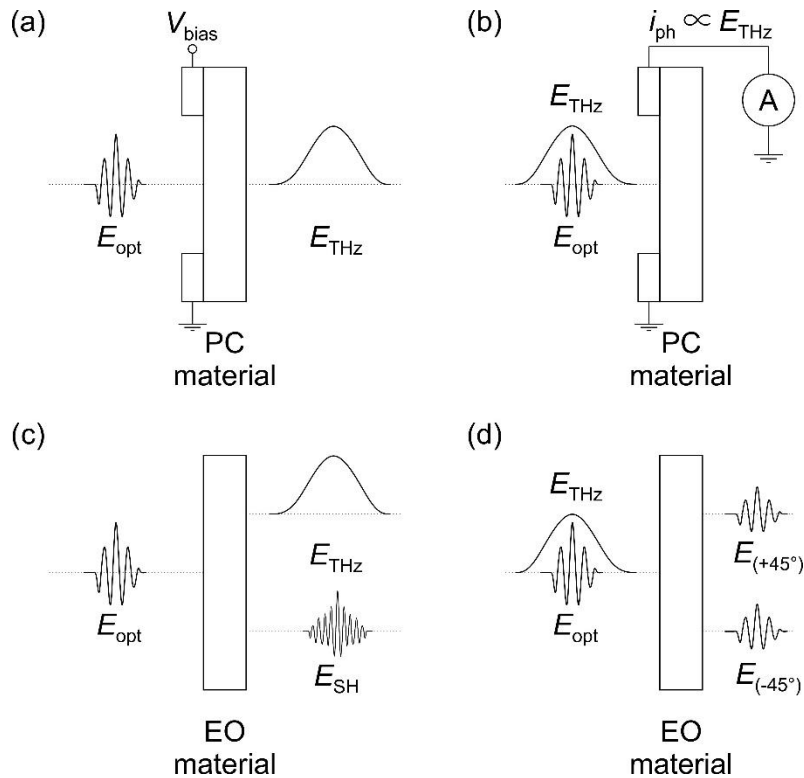 (a)
V_bias
E_opt
E_THz
PC
material
(b)
i_ph ∝ E_THz
A
E_THz
E_opt
PC
material
(c)
E_opt
E_THz
E_SH
EO
material
(d)
E_THz
E_opt
E_(+45°)
E_(-45°)
EO
material